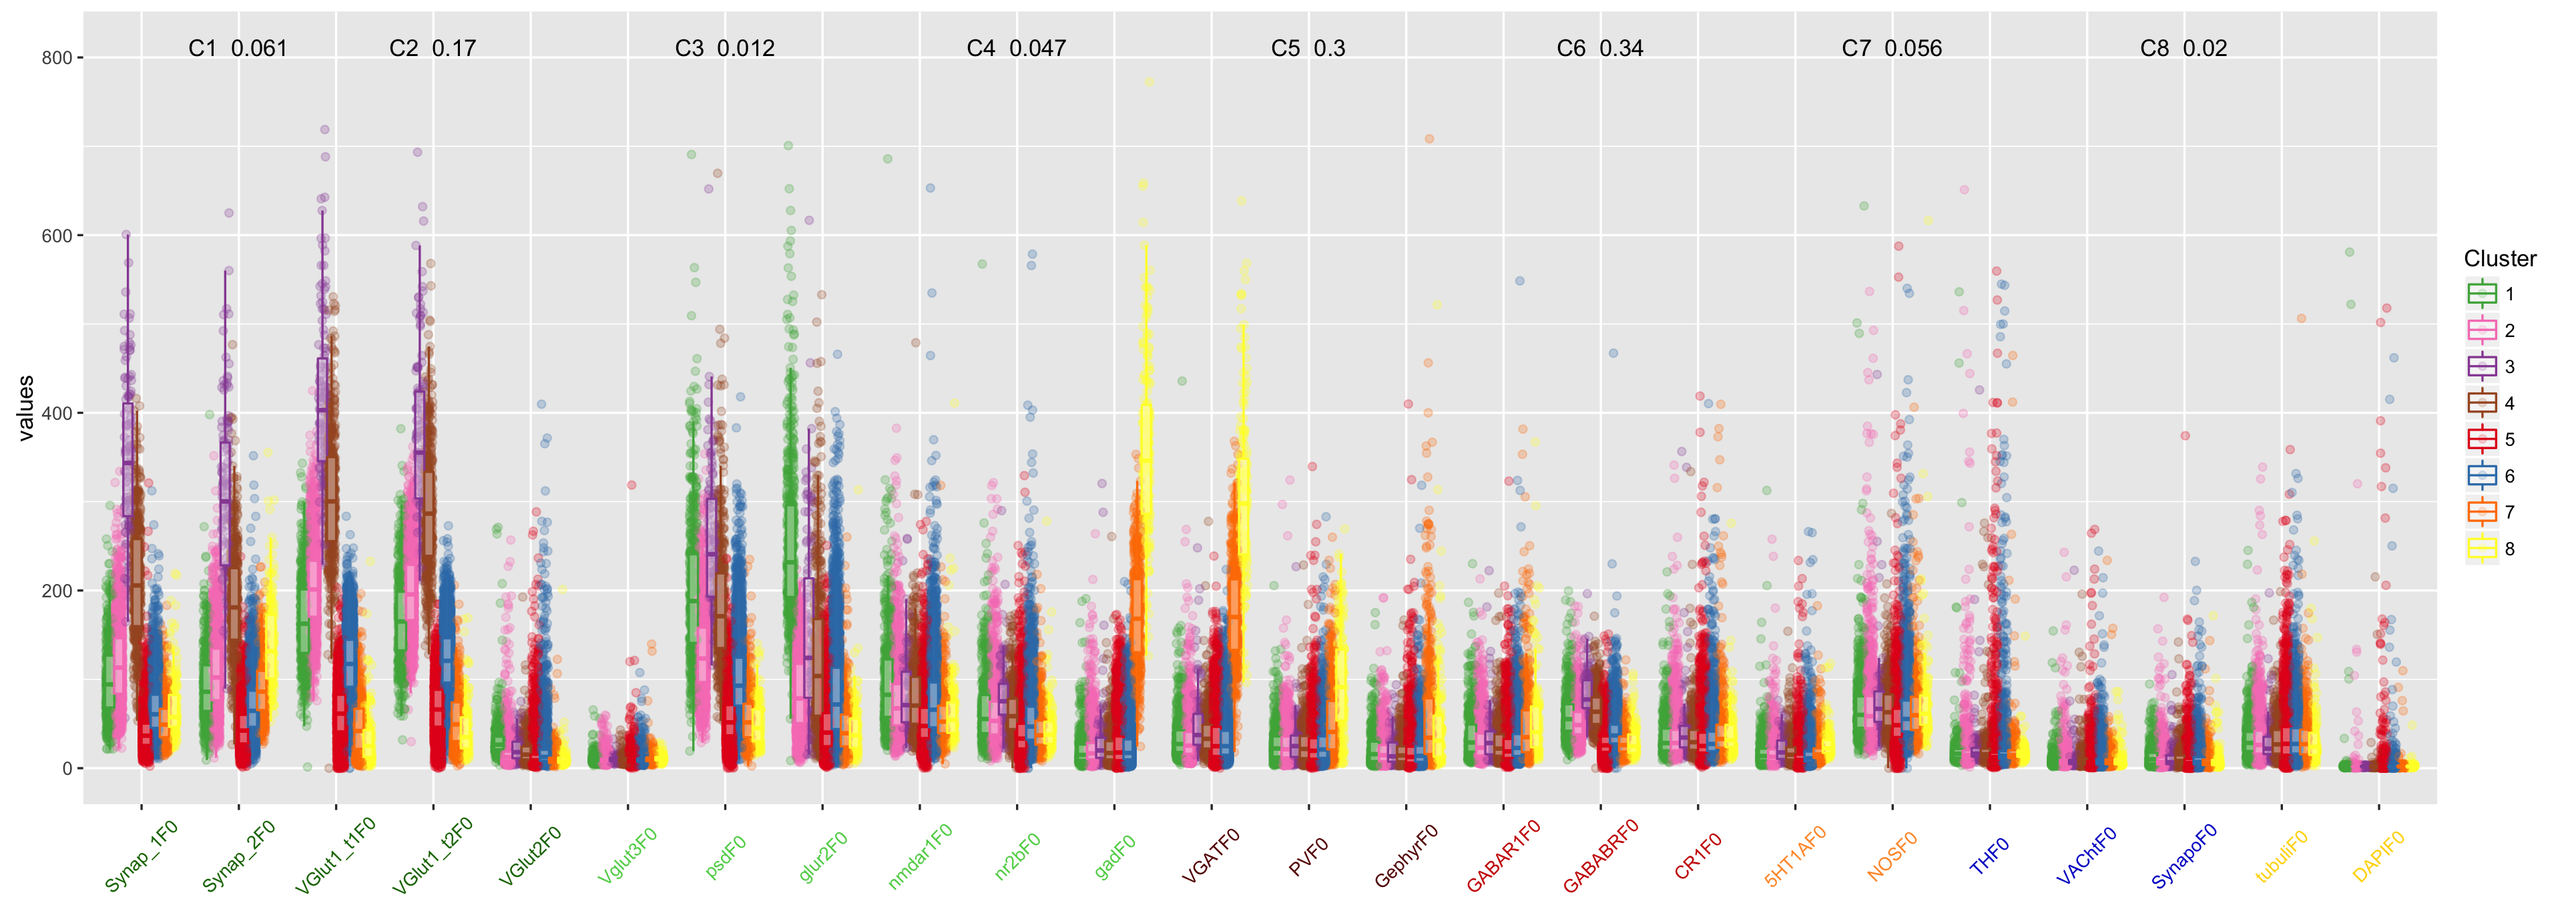 C1 0.061
C2 0.17
C3 0.012
C4 0.047
C5 0.3
C6 0.34
C7 0.056
C8 0.02
800
600
400
200
0
values
Synap_1F0
Synap_2F0
VGlut1_t1F0
VGlut1_t2F0
VGlut2F0
Vglut3F0
psdF0
glur2F0
nmdar1F0
nr2bF0
gadF0
VGATF0
PVF0
GephyrF0
GABAR1F0
GABABRF0
CR1F0
5HT1AF0
NOSF0
THF0
VAChtF0
SynapoF0
tubuliF0
DAPIF0
Cluster
1
2
3
4
5
6
7
8